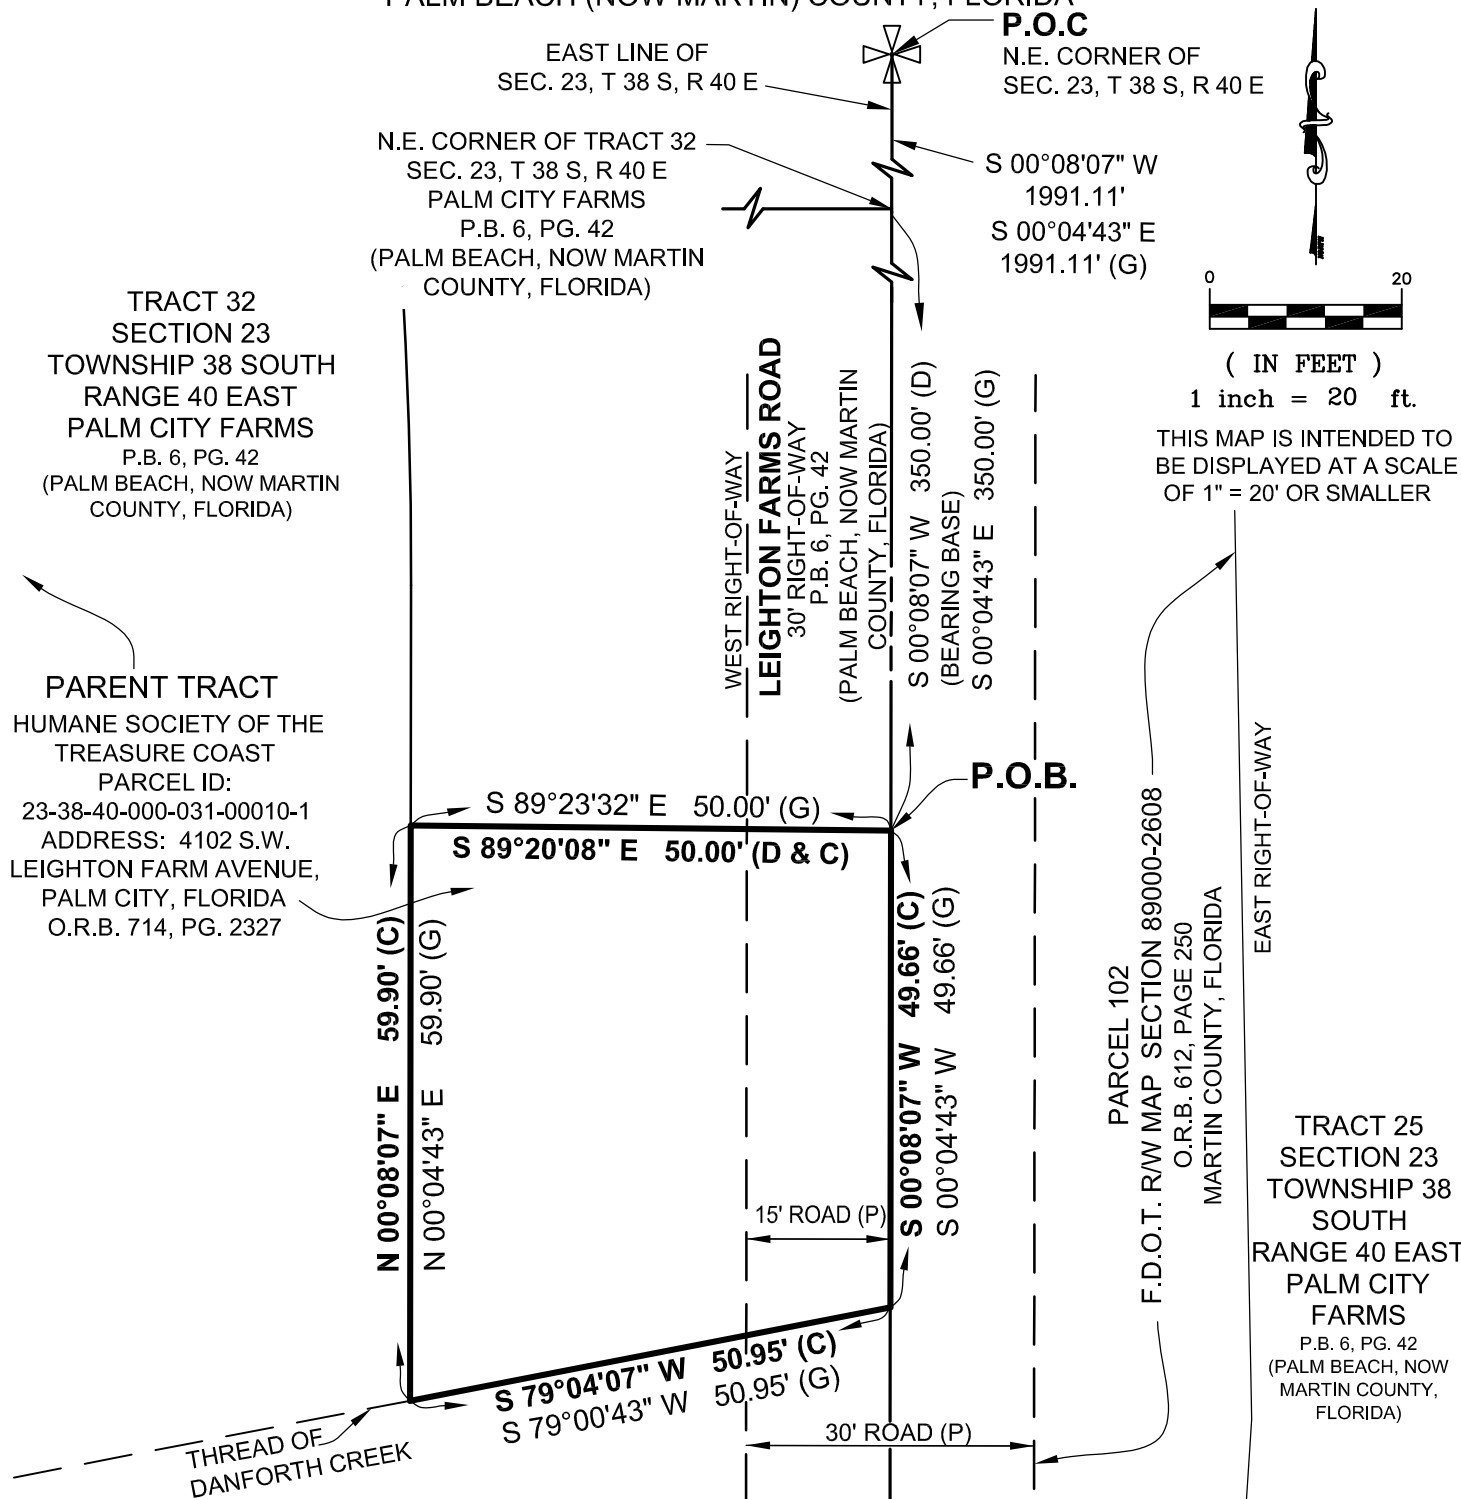 PALM BEACH (NOW MARTIN) COUNTY, FLORIDA
P.O.C
N.E. CORNER OF
SEC. 23, T 38 S, R 40 E
EAST LINE OF
SEC. 23, T 38 S, R 40 E
N.E. CORNER OF TRACT 32
SEC. 23, T 38 S, R 40 E
PALM CITY FARMS
P.B. 6, PG. 42
(PALM BEACH, NOW MARTIN
COUNTY, FLORIDA)
S 00°08'07" W
1991.11'
S 00°04'43" E
1991.11' (G)
0 20
( IN FEET )
1 inch = 20 ft.
THIS MAP IS INTENDED TO
BE DISPLAYED AT A SCALE
OF 1" = 20' OR SMALLER
TRACT 32
SECTION 23
TOWNSHIP 38 SOUTH
RANGE 40 EAST
PALM CITY FARMS
P.B. 6, PG. 42
(PALM BEACH, NOW MARTIN
COUNTY, FLORIDA)
WEST RIGHT-OF-WAY
LEIGHTON FARMS ROAD
30' RIGHT-OF-WAY
P.B. 6, PG. 42
(PALM BEACH, NOW MARTIN
COUNTY, FLORIDA)
S 00°08'07" W 350.00' (D)
(BEARING BASE)
S 00°04'43" E 350.00' (G)
PARENT TRACT
HUMANE SOCIETY OF THE
TREASURE COAST
PARCEL ID:
23-38-40-000-031-00010-1
ADDRESS: 4102 S.W.
LEIGHTON FARM AVENUE,
PALM CITY, FLORIDA
O.R.B. 714, PG. 2327
P.O.B.
S 89°23'32" E 50.00' (G)
S 89°20'08" E 50.00' (D & C)
N 00°08'07" E 59.90' (C)
N 00°04'43" E 59.90' (G)
S 00°08'07" W 49.66' (C)
S 00°04'43" W 49.66' (G)
15' ROAD (P)
S 79°04'07" W 50.95' (C)
S 79°00'43" W 50.95' (G)
30' ROAD (P)
THREAD OF
DANFORTH CREEK
PARCEL 102
F.D.O.T. R/W MAP SECTION 89000-2608
O.R.B. 612, PAGE 250
MARTIN COUNTY, FLORIDA
EAST RIGHT-OF-WAY
TRACT 25
SECTION 23
TOWNSHIP 38
SOUTH
RANGE 40 EAST
PALM CITY
FARMS
P.B. 6, PG. 42
(PALM BEACH, NOW
MARTIN COUNTY,
FLORIDA)